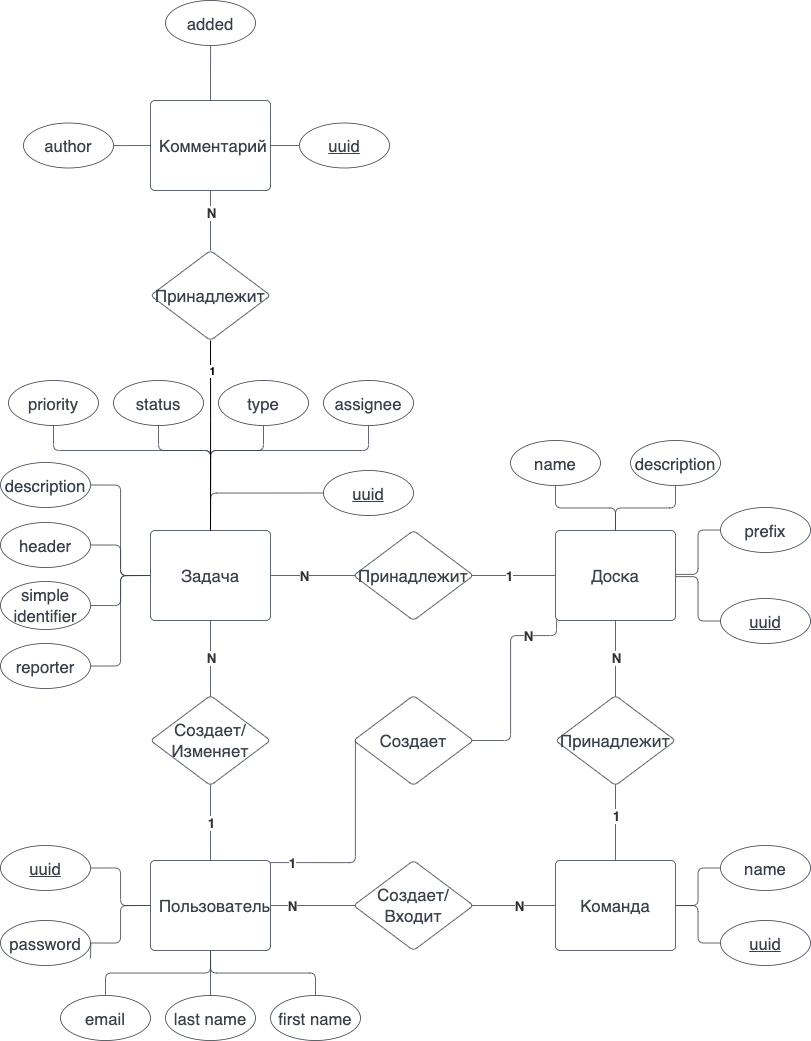 added
author
Комментарий
uuid
N
Принадлежит
1
priority
status
type
assignee
description
uuid
header
simple
identifier
reporter
Задача
N
Принадлежит
1
Доска
name
description
prefix
uuid
N
Создает/
Изменяет
1
N
Создает
1
N
Принадлежит
1
uuid
password
Пользователь
N
Создает/
Входит
N
Команда
name
uuid
email
last name
first name